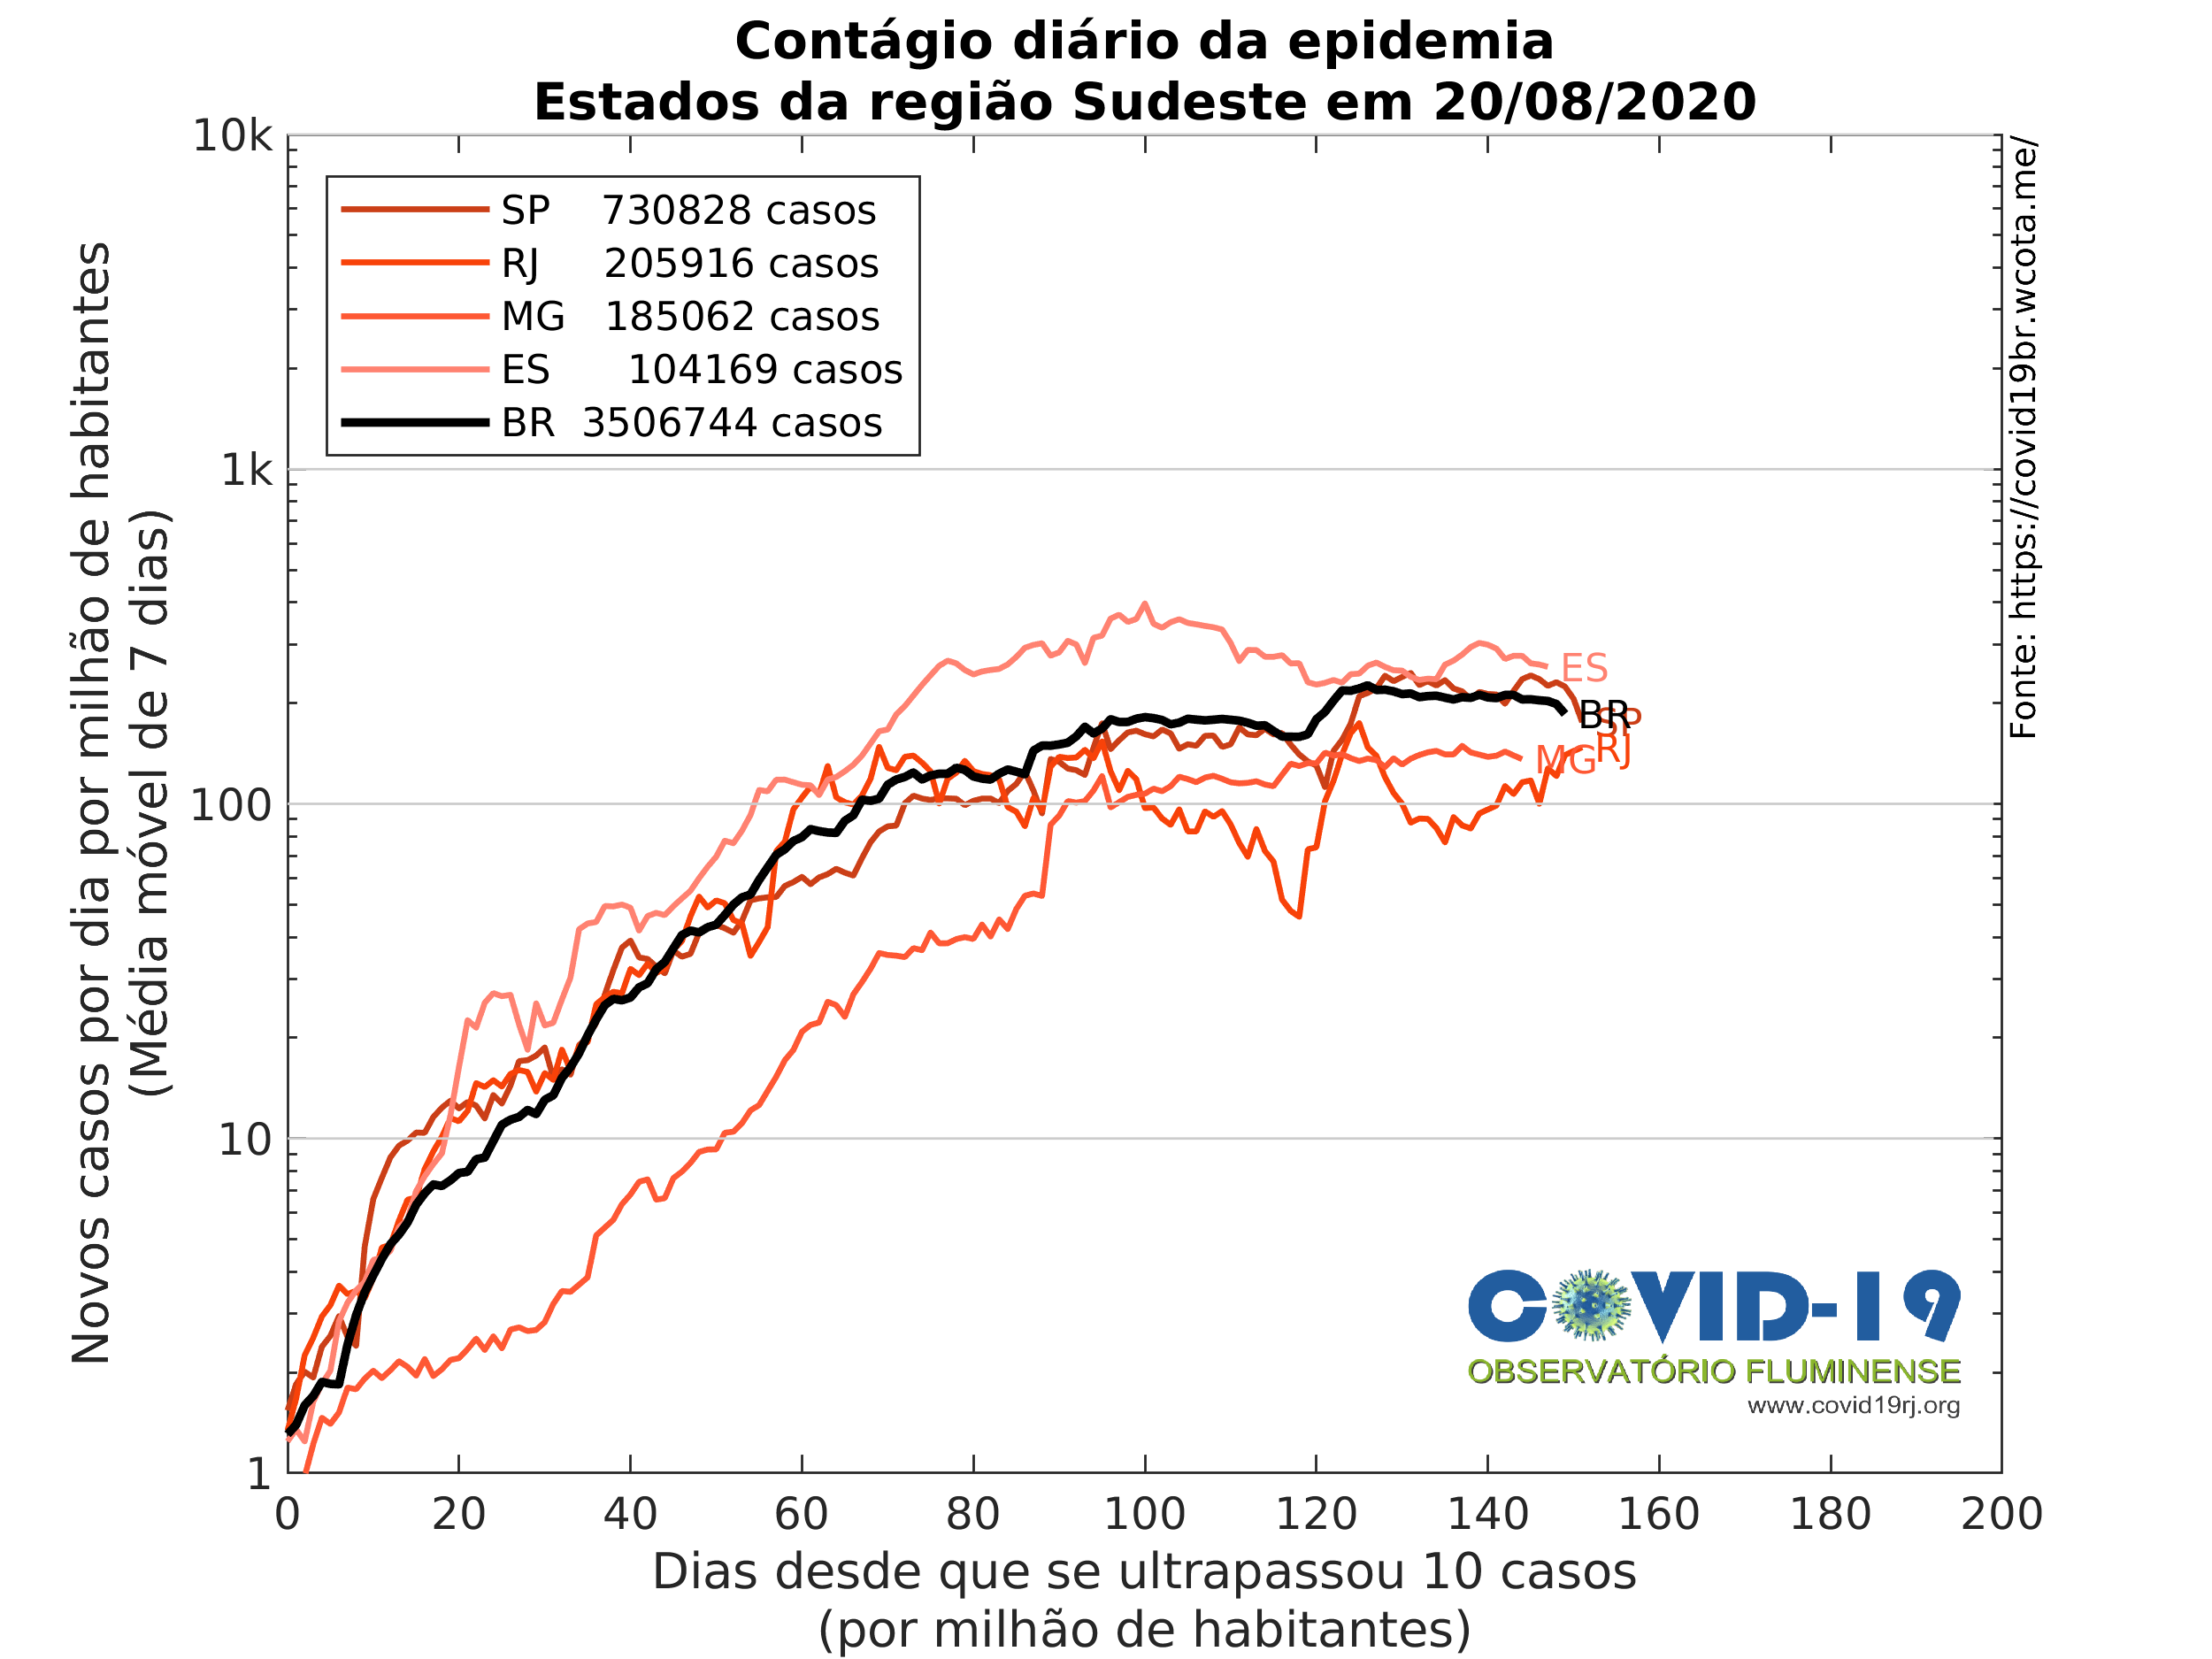 Contágio diário da epidemia
Estados da região Sudeste em 20/08/2020
Novos casos por dia por milhão de habitantes
(Média móvel de 7 dias)
10k
1k
100
10
1
SP 730828 casos
RJ 205916 casos
MG 185062 casos
ES 104169 casos
BR 3506744 casos
ES
BR
SP
RJ
MG
Fonte: https://covid19br.wcota.me/
COVID-19
OBSERVATÓRIO FLUMINENSE
www.covid19rj.org
0 20 40 60 80 100 120 140 160 180 200
Dias desde que se ultrapassou 10 casos
(por milhão de habitantes)